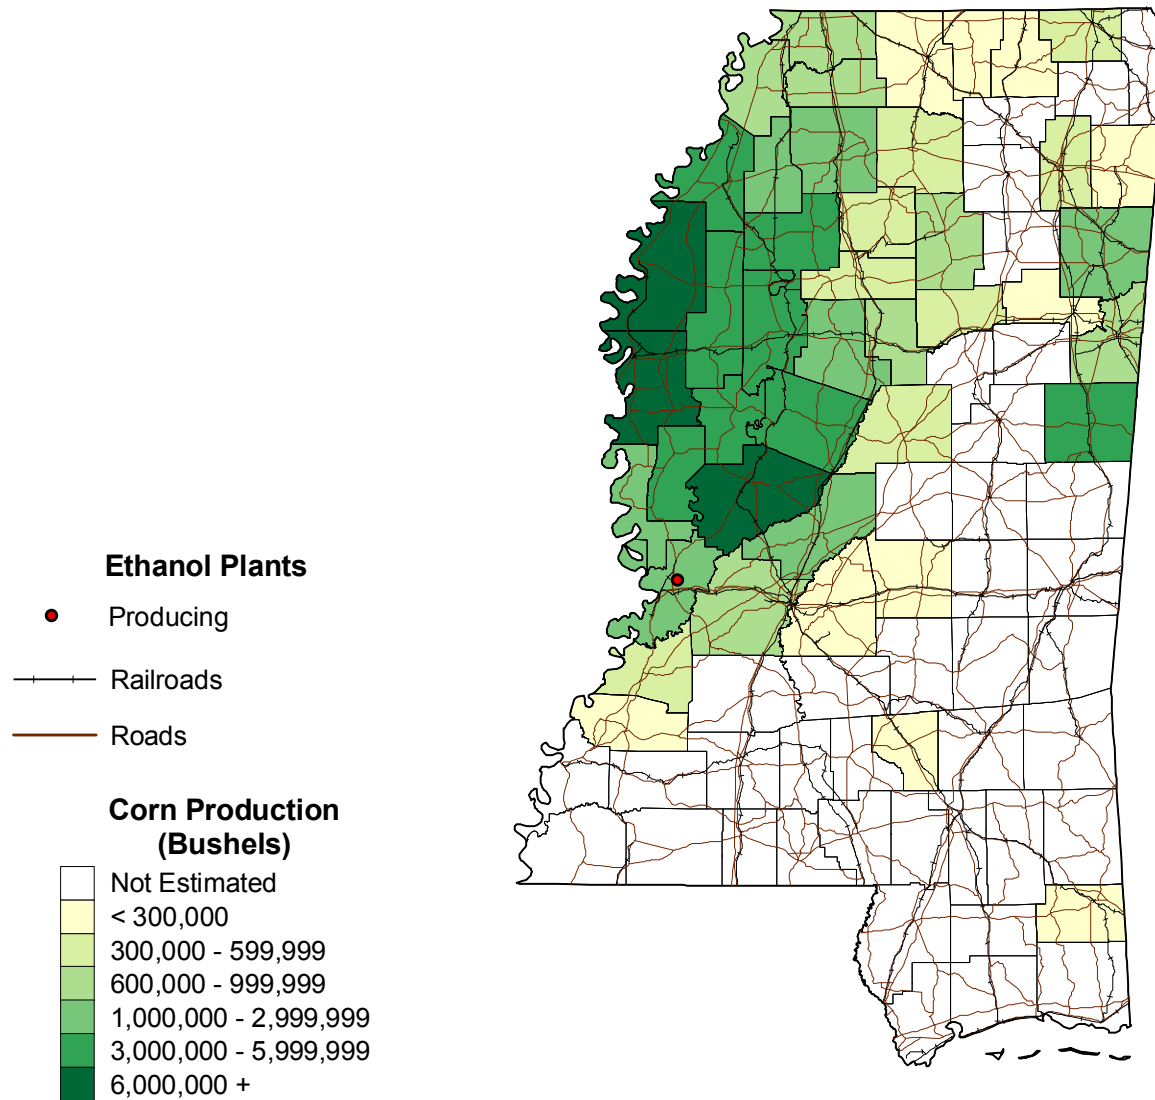 Ethanol Plants
Producing
Railroads
Roads
Corn Production
(Bushels)
Not Estimated
< 300,000
300,000 - 599,999
600,000 - 999,999
1,000,000 - 2,999,999
3,000,000 - 5,999,999
6,000,000 +